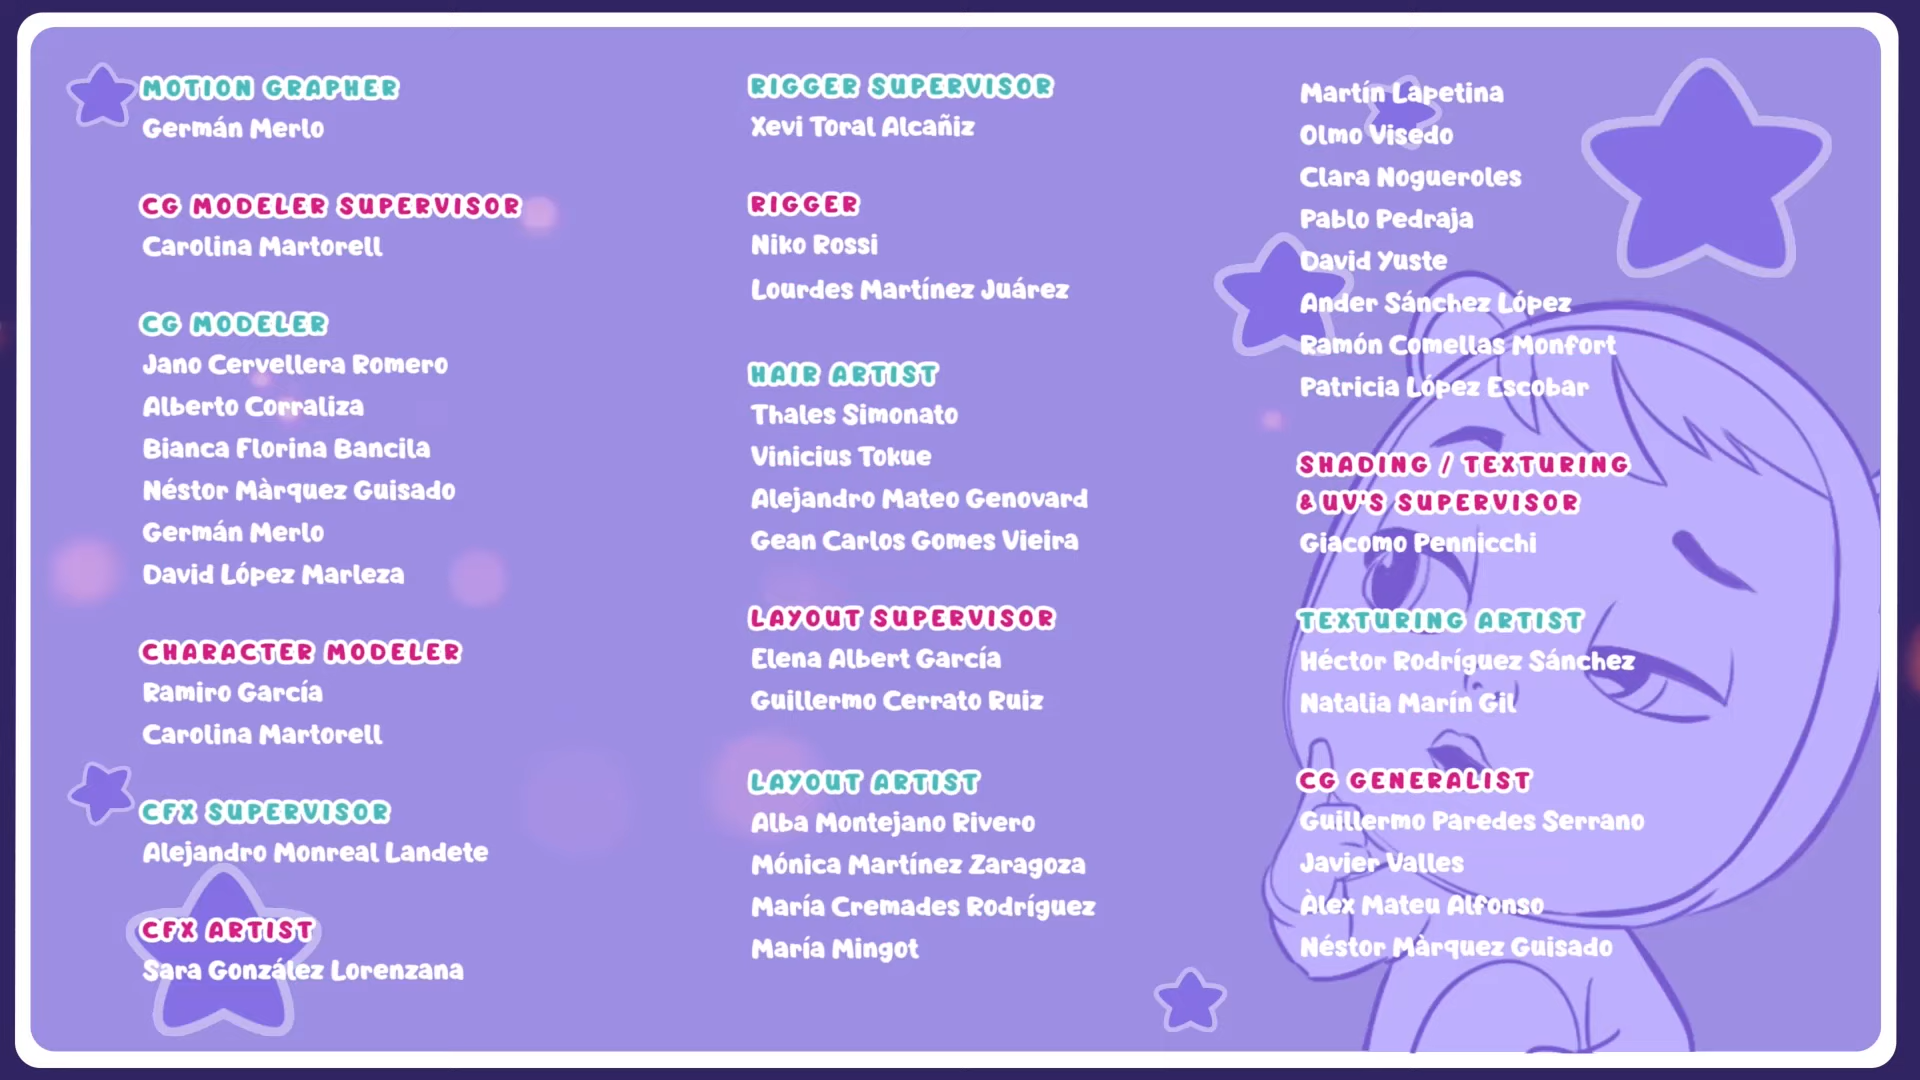 MOTION GRAPHER
Germán Merlo
CG MODELER SUPERVISOR
Carolina Martorell
CG MODELER
Jano Cervellera Romero
Alberto Corraliza
Bianca Florina Bancila
Néstor Màrquez Guisado
Germán Merlo
David López Marleza
CHARACTER MODELER
Ramiro García
Carolina Martorell
CFX SUPERVISOR
Alejandro Monreal Landete
CFX ARTIST
Sara González Lorenzana
RIGGER SUPERVISOR
Xevi Toral Alcañiz
RIGGER
Niko Rossi
Lourdes Martínez Juárez
HAIR ARTIST
Thales Simonato
Vinicius Tokue
Alejandro Mateo Genovard
Gean Carlos Gomes Vieira
LAYOUT SUPERVISOR
Elena Albert García
Guillermo Cerrato Ruiz
LAYOUT ARTIST
Alba Montejano Rivero
Mónica Martínez Zaragoza
María Cremades Rodríguez
María Mingot
Martín Lapetina
Olmo Visedo
Clara Nogueroles
Pablo Pedraja
David Yuste
Ander Sánchez López
Ramón Comellas Monfort
Patricia López Escobar
SHADING / TEXTURING
& UV'S SUPERVISOR
Giacomo Pennicchi
TEXTURING ARTIST
Héctor Rodríguez Sánchez
Natalia Marín Gil
CG GENERALIST
Guillermo Paredes Serrano
Javier Valles
Àlex Mateu Alfonso
Néstor Màrquez Guisado